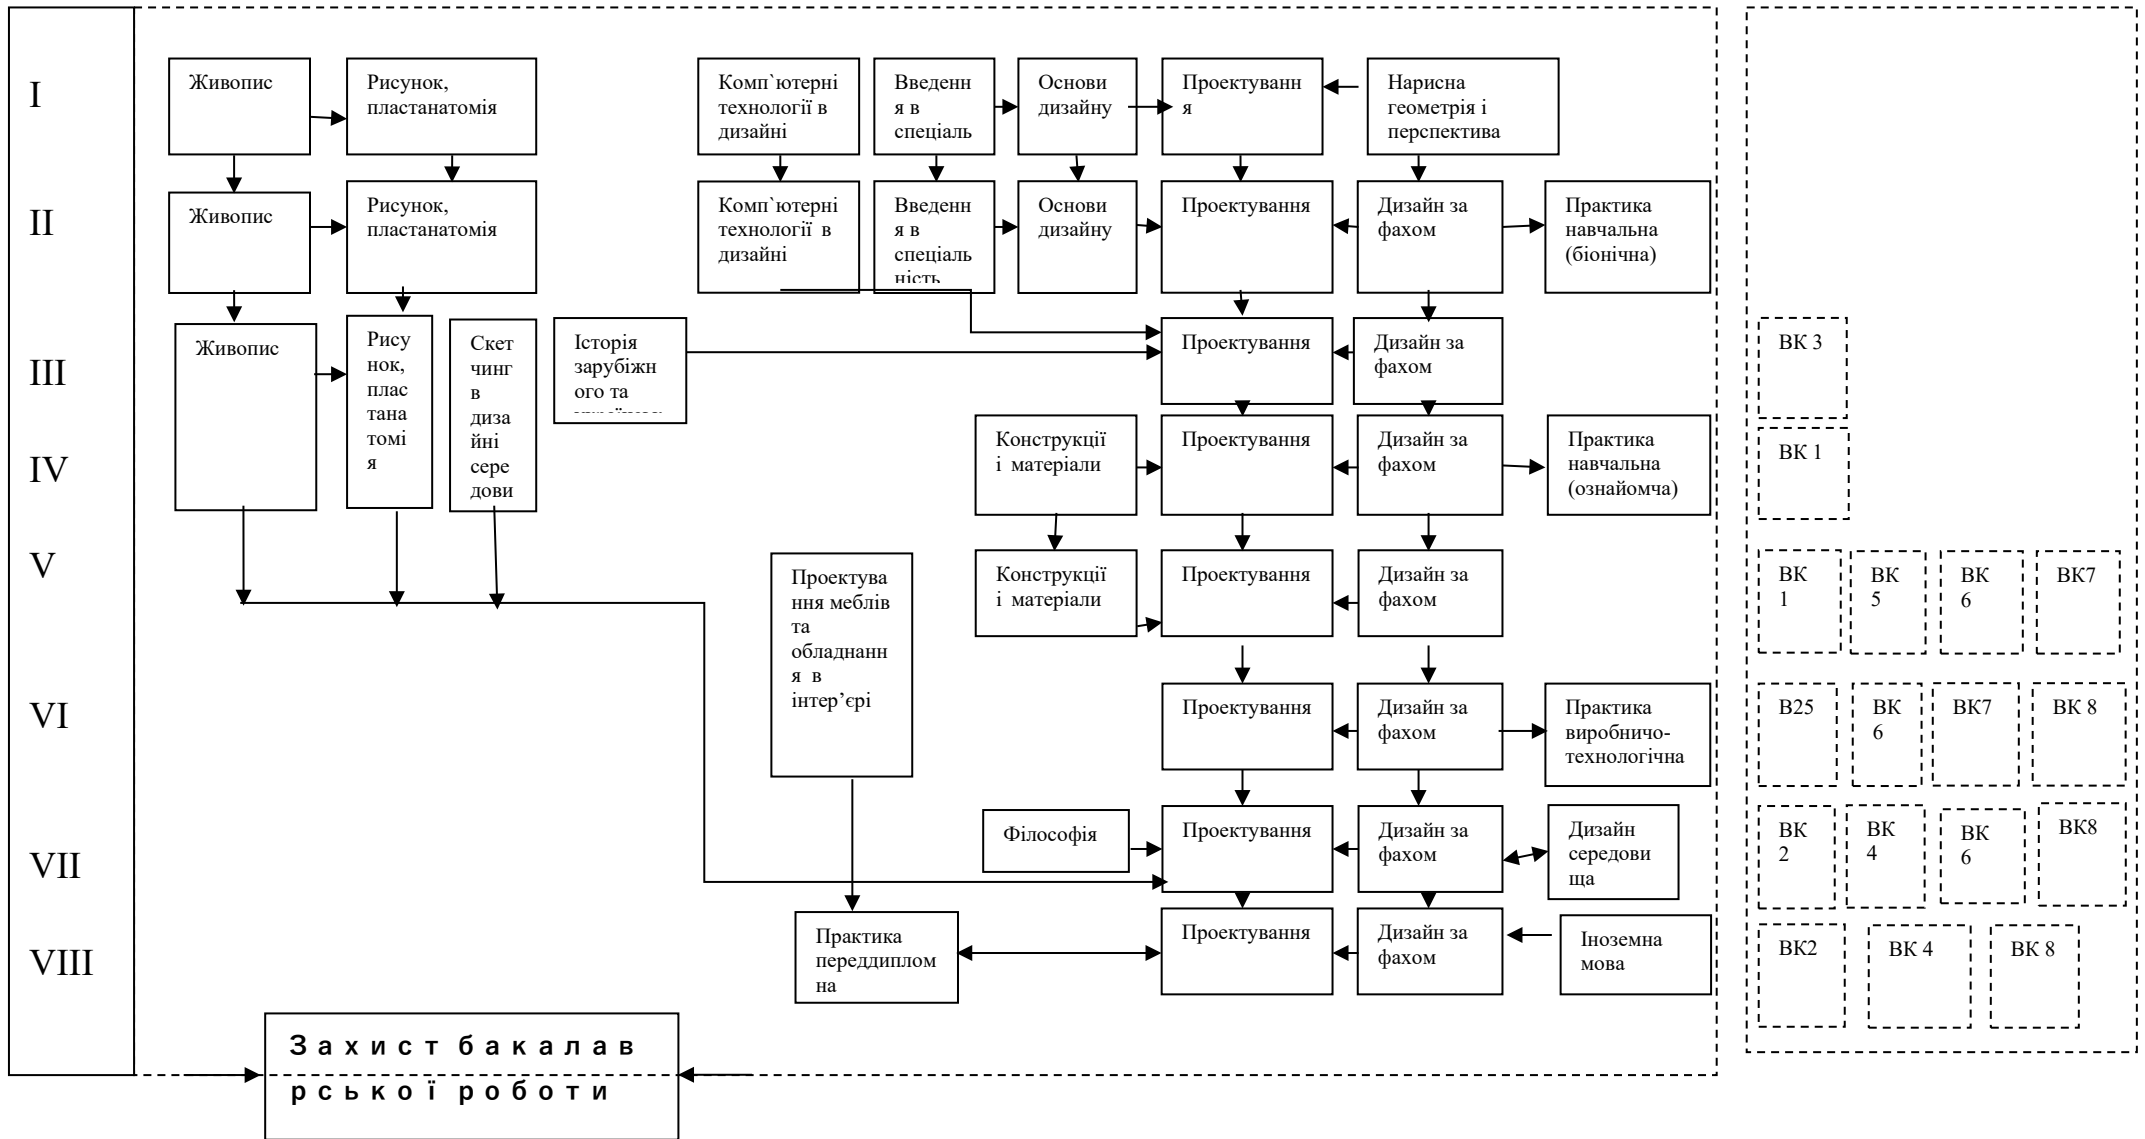 I
Живопис
Рисунок,
пластанатомія
Комп`ютерні
технології в
дизайні
Введенн
я в
спеціаль
Основи
дизайну
Проектуванн
я
Нарисна
геометрія і
перспектива
II
Живопис
Рисунок,
пластанатомія
Комп`ютерні
технології в
дизайні
Введенн
я в
спеціаль
ність
Основи
дизайну
Проектування
Дизайн за
фахом
Практика
навчальна
(біонічна)
III
Живопис
Рису
нок,
плас
тана
томі
я
Скет
чинг
в
диза
йні
сере
дови
Історія
зарубіжн
ого та
Проектування
Дизайн за
фахом
ВК 3
IV
Конструкції
і матеріали
Проектування
Дизайн за
фахом
Практика
навчальна
(ознайомча)
ВК 1
V
Проектува
ння меблів
та
обладнанн
я в
інтер’єрі
Конструкції
і матеріали
Проектування
Дизайн за
фахом
ВК
1
ВК
5
ВК
6
ВК7
VI
Проектування
Дизайн за
фахом
Практика
виробничо-
технологічна
В25
ВК
6
ВК7
ВК 8
VII
Філософія
Проектування
Дизайн за
фахом
Дизайн
середови
ща
ВК
2
ВК
4
ВК
6
ВК8
VIII
Практика
переддиплом
на
Проектування
Дизайн за
фахом
Іноземна
мова
ВК2
ВК 4
ВК 8
Захист бакалав
рської роботи